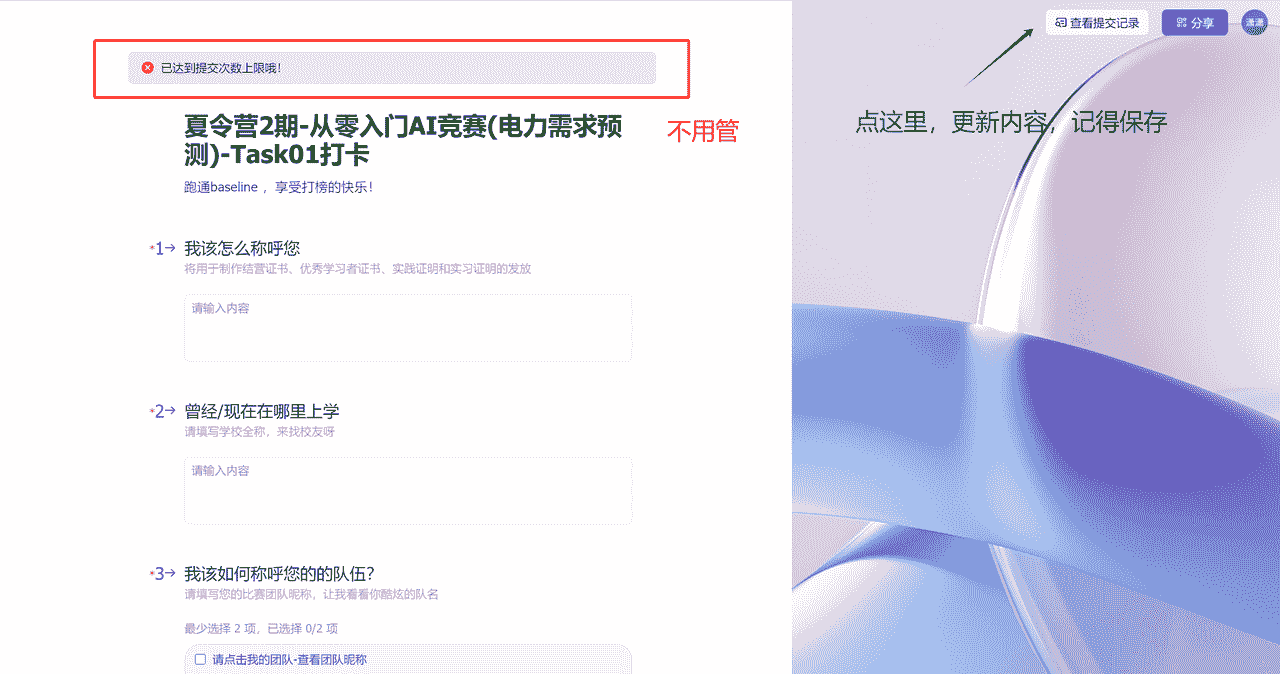 查看提交记录
分享
潇潇
已达到提交次数上限哦!
夏令营2期-从零入门AI竞赛(电力需求预
测)-Task01打卡
不用管
点这里，更新内容，记得保存
跑通baseline ，享受打榜的快乐！
*1→ 我该怎么称呼您
将用于制作结营证书、优秀学习者证书、实践证明和实习证明的发放
请输入内容
*2→ 曾经/现在在哪里上学
请填写学校全称，来找校友呀
请输入内容
*3→ 我该如何称呼您的的队伍？
请填写您的比赛团队昵称，让我看看你酷炫的队名
最少选择 2 项，已选择 0/2 项
请点击我的团队-查看团队昵称